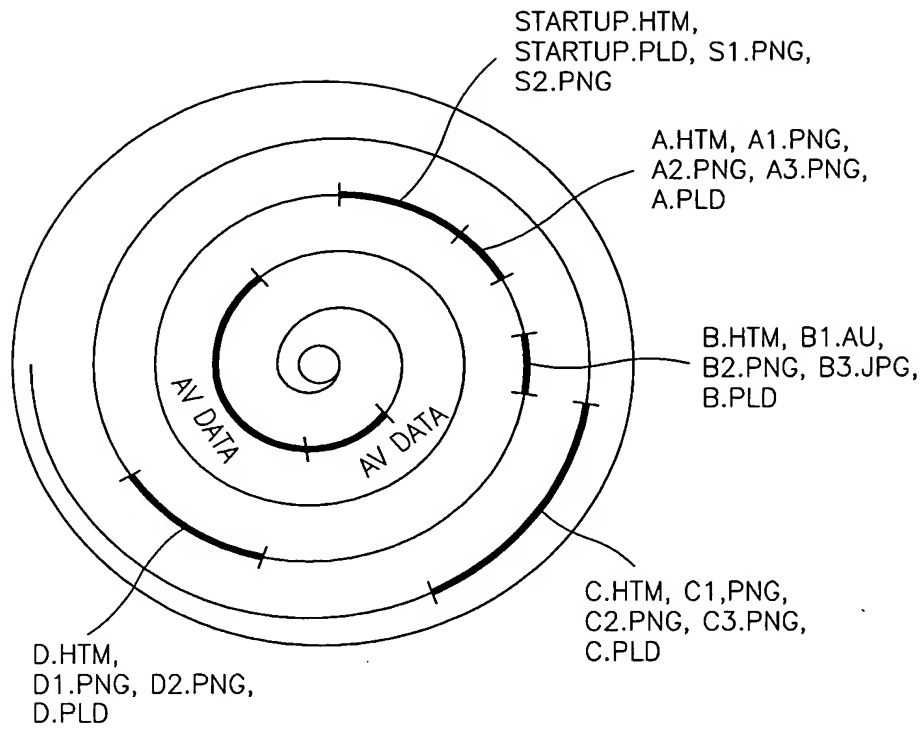 STARTUP.HTM,
STARTUP.PLD, S1.PNG,
S2.PNG
A.HTM, A1.PNG,
A2.PNG, A3.PNG,
A.PLD
B.HTM, B1.AU,
B2.PNG, B3.JPG,
B.PLD
AV DATA
AV DATA
C.HTM, C1,PNG,
C2.PNG, C3.PNG,
C.PLD
D.HTM,
D1.PNG, D2.PNG,
D.PLD